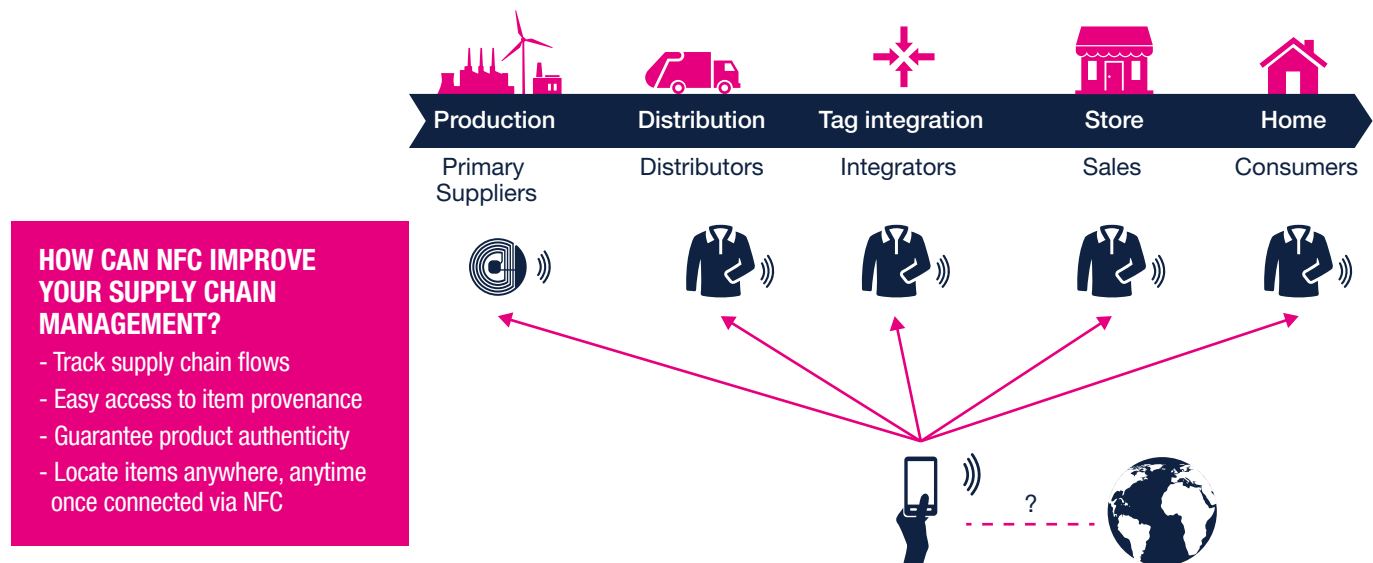 Production
Distribution
Tag integration
Store
Home
Primary
Suppliers
Distributors
Integrators
Sales
Consumers
HOW CAN NFC IMPROVE
YOUR SUPPLY CHAIN
MANAGEMENT?
- Track supply chain flows
- Easy access to item provenance
- Guarantee product authenticity
- Locate items anywhere, anytime
once connected via NFC
?